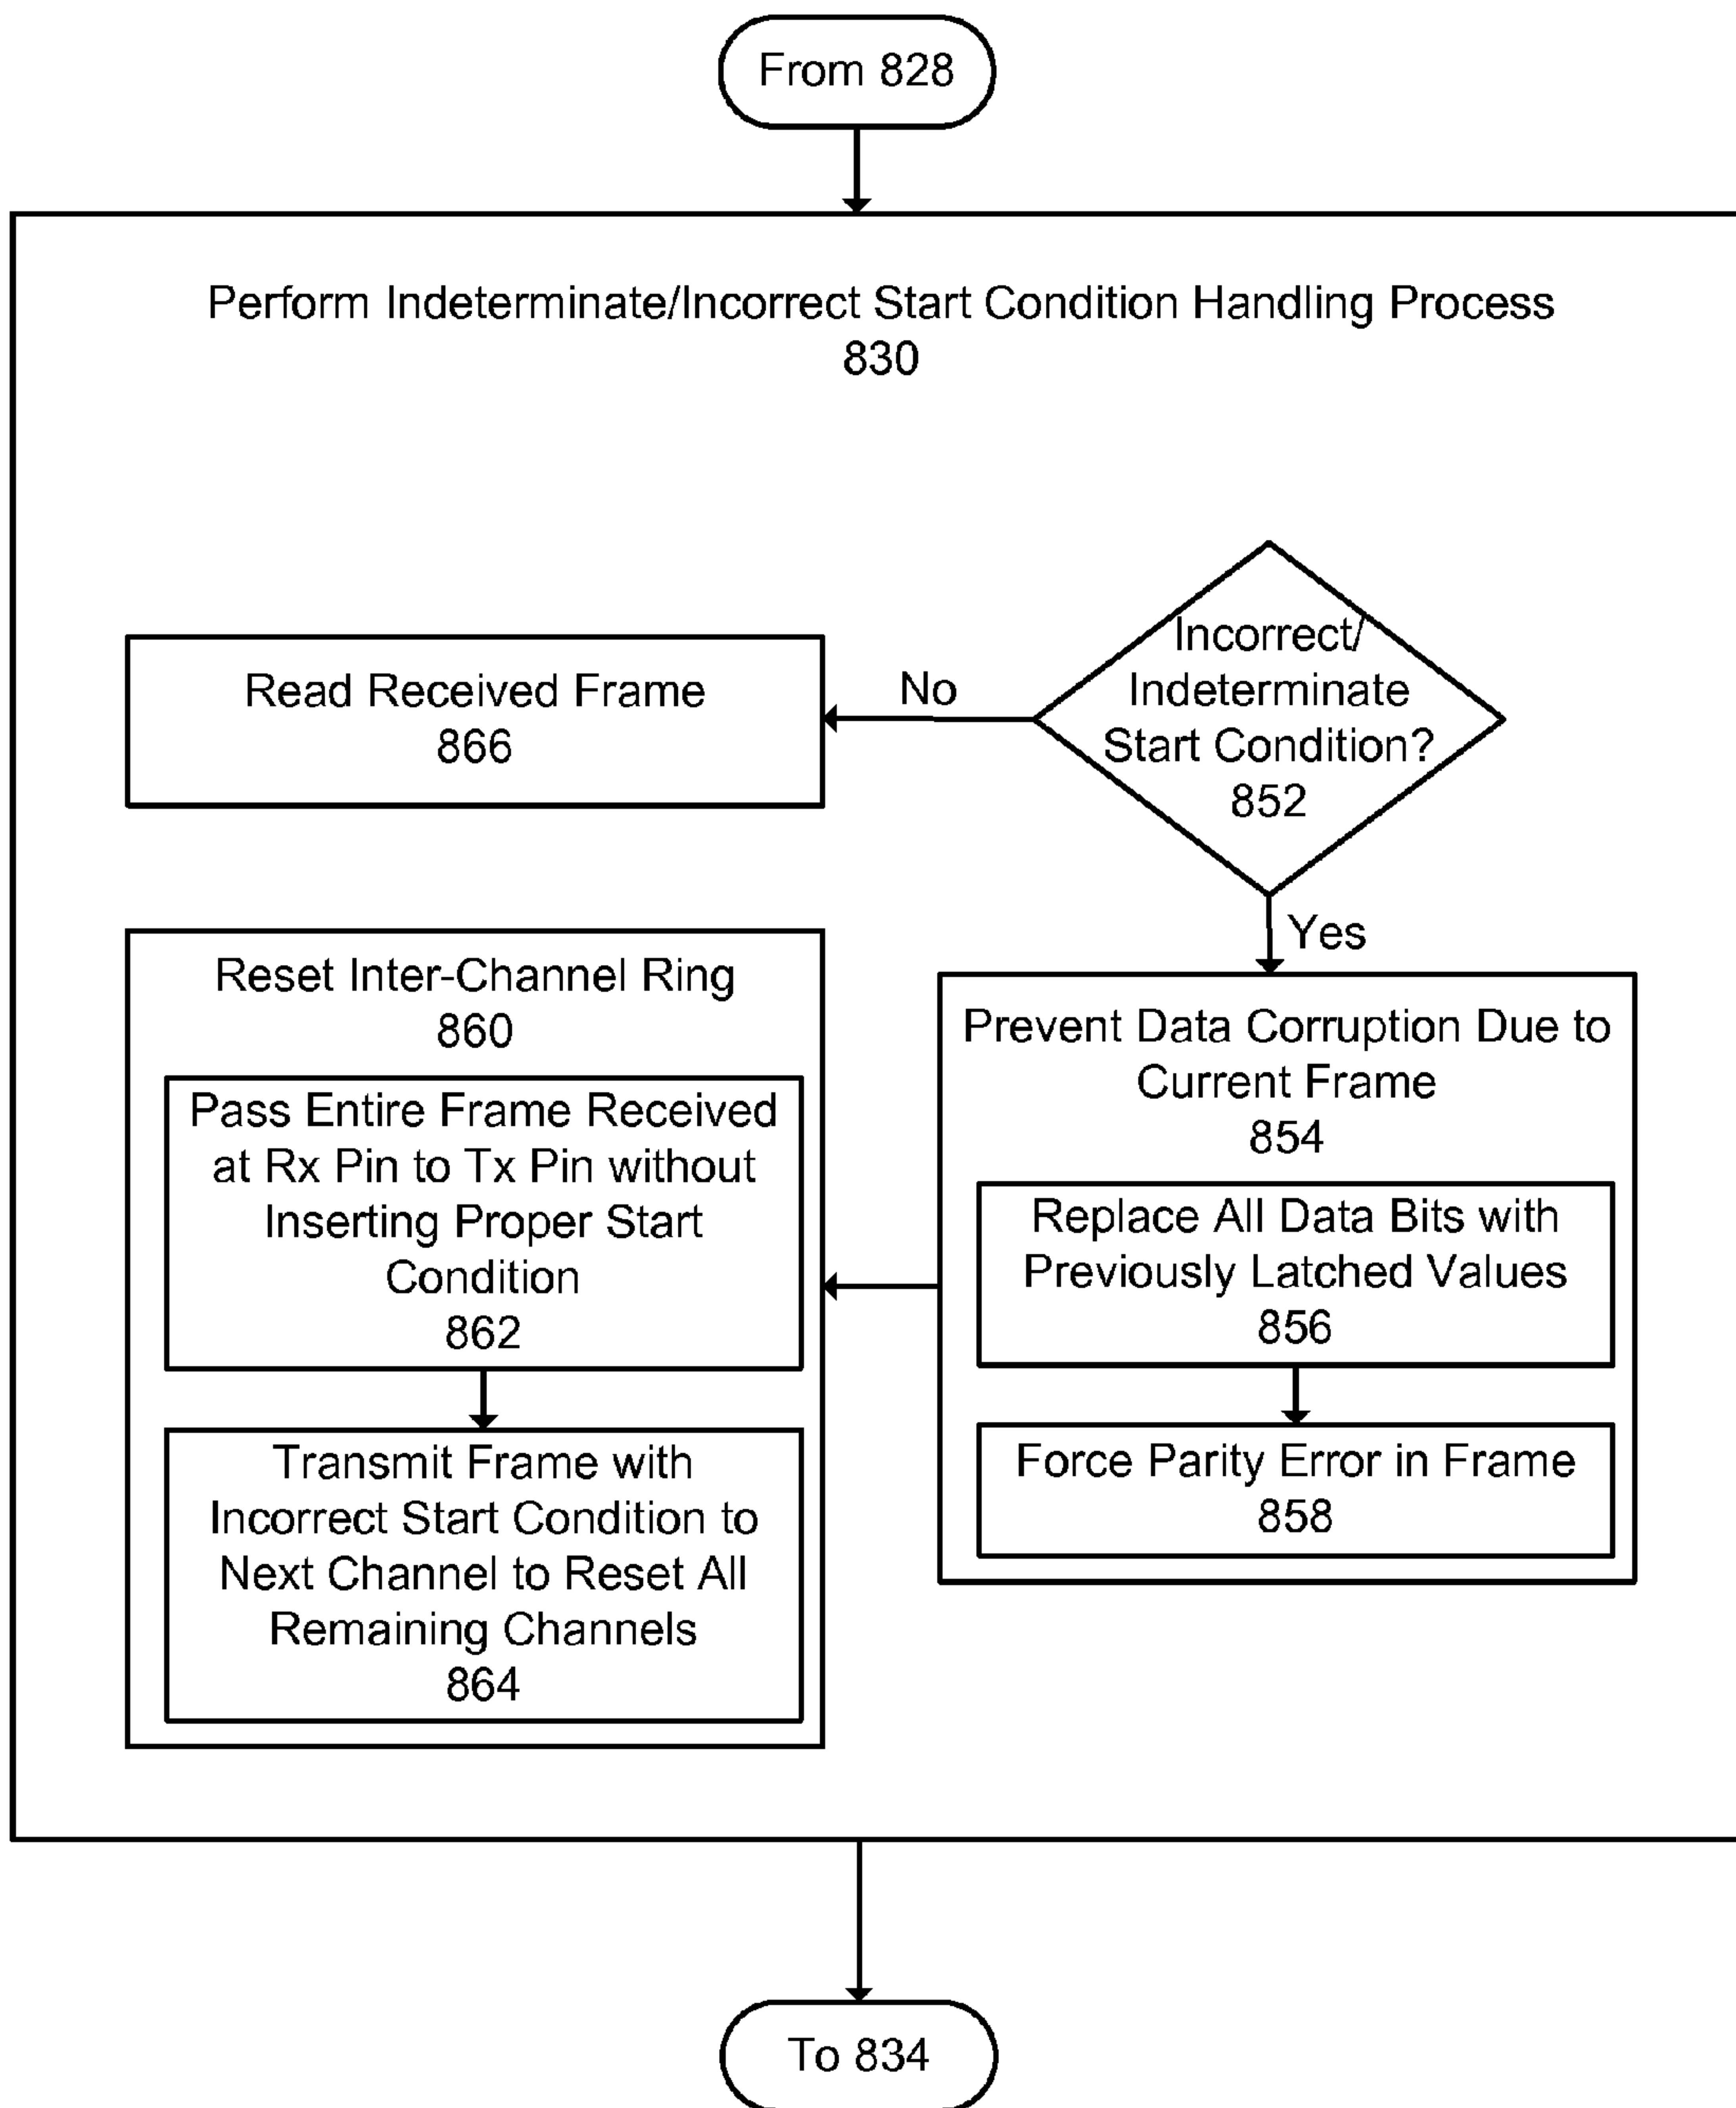 From 828
Perform Indeterminate/Incorrect Start Condition Handling Process
830
Incorrect/
Indeterminate
Start Condition?
852
No
Read Received Frame
866
Yes
Prevent Data Corruption Due to
Current Frame
854
Replace All Data Bits with
Previously Latched Values
856
Force Parity Error in Frame
858
Reset Inter-Channel Ring
860
Pass Entire Frame Received
at Rx Pin to Tx Pin without
Inserting Proper Start
Condition
862
Transmit Frame with
Incorrect Start Condition to
Next Channel to Reset All
Remaining Channels
864
To 834